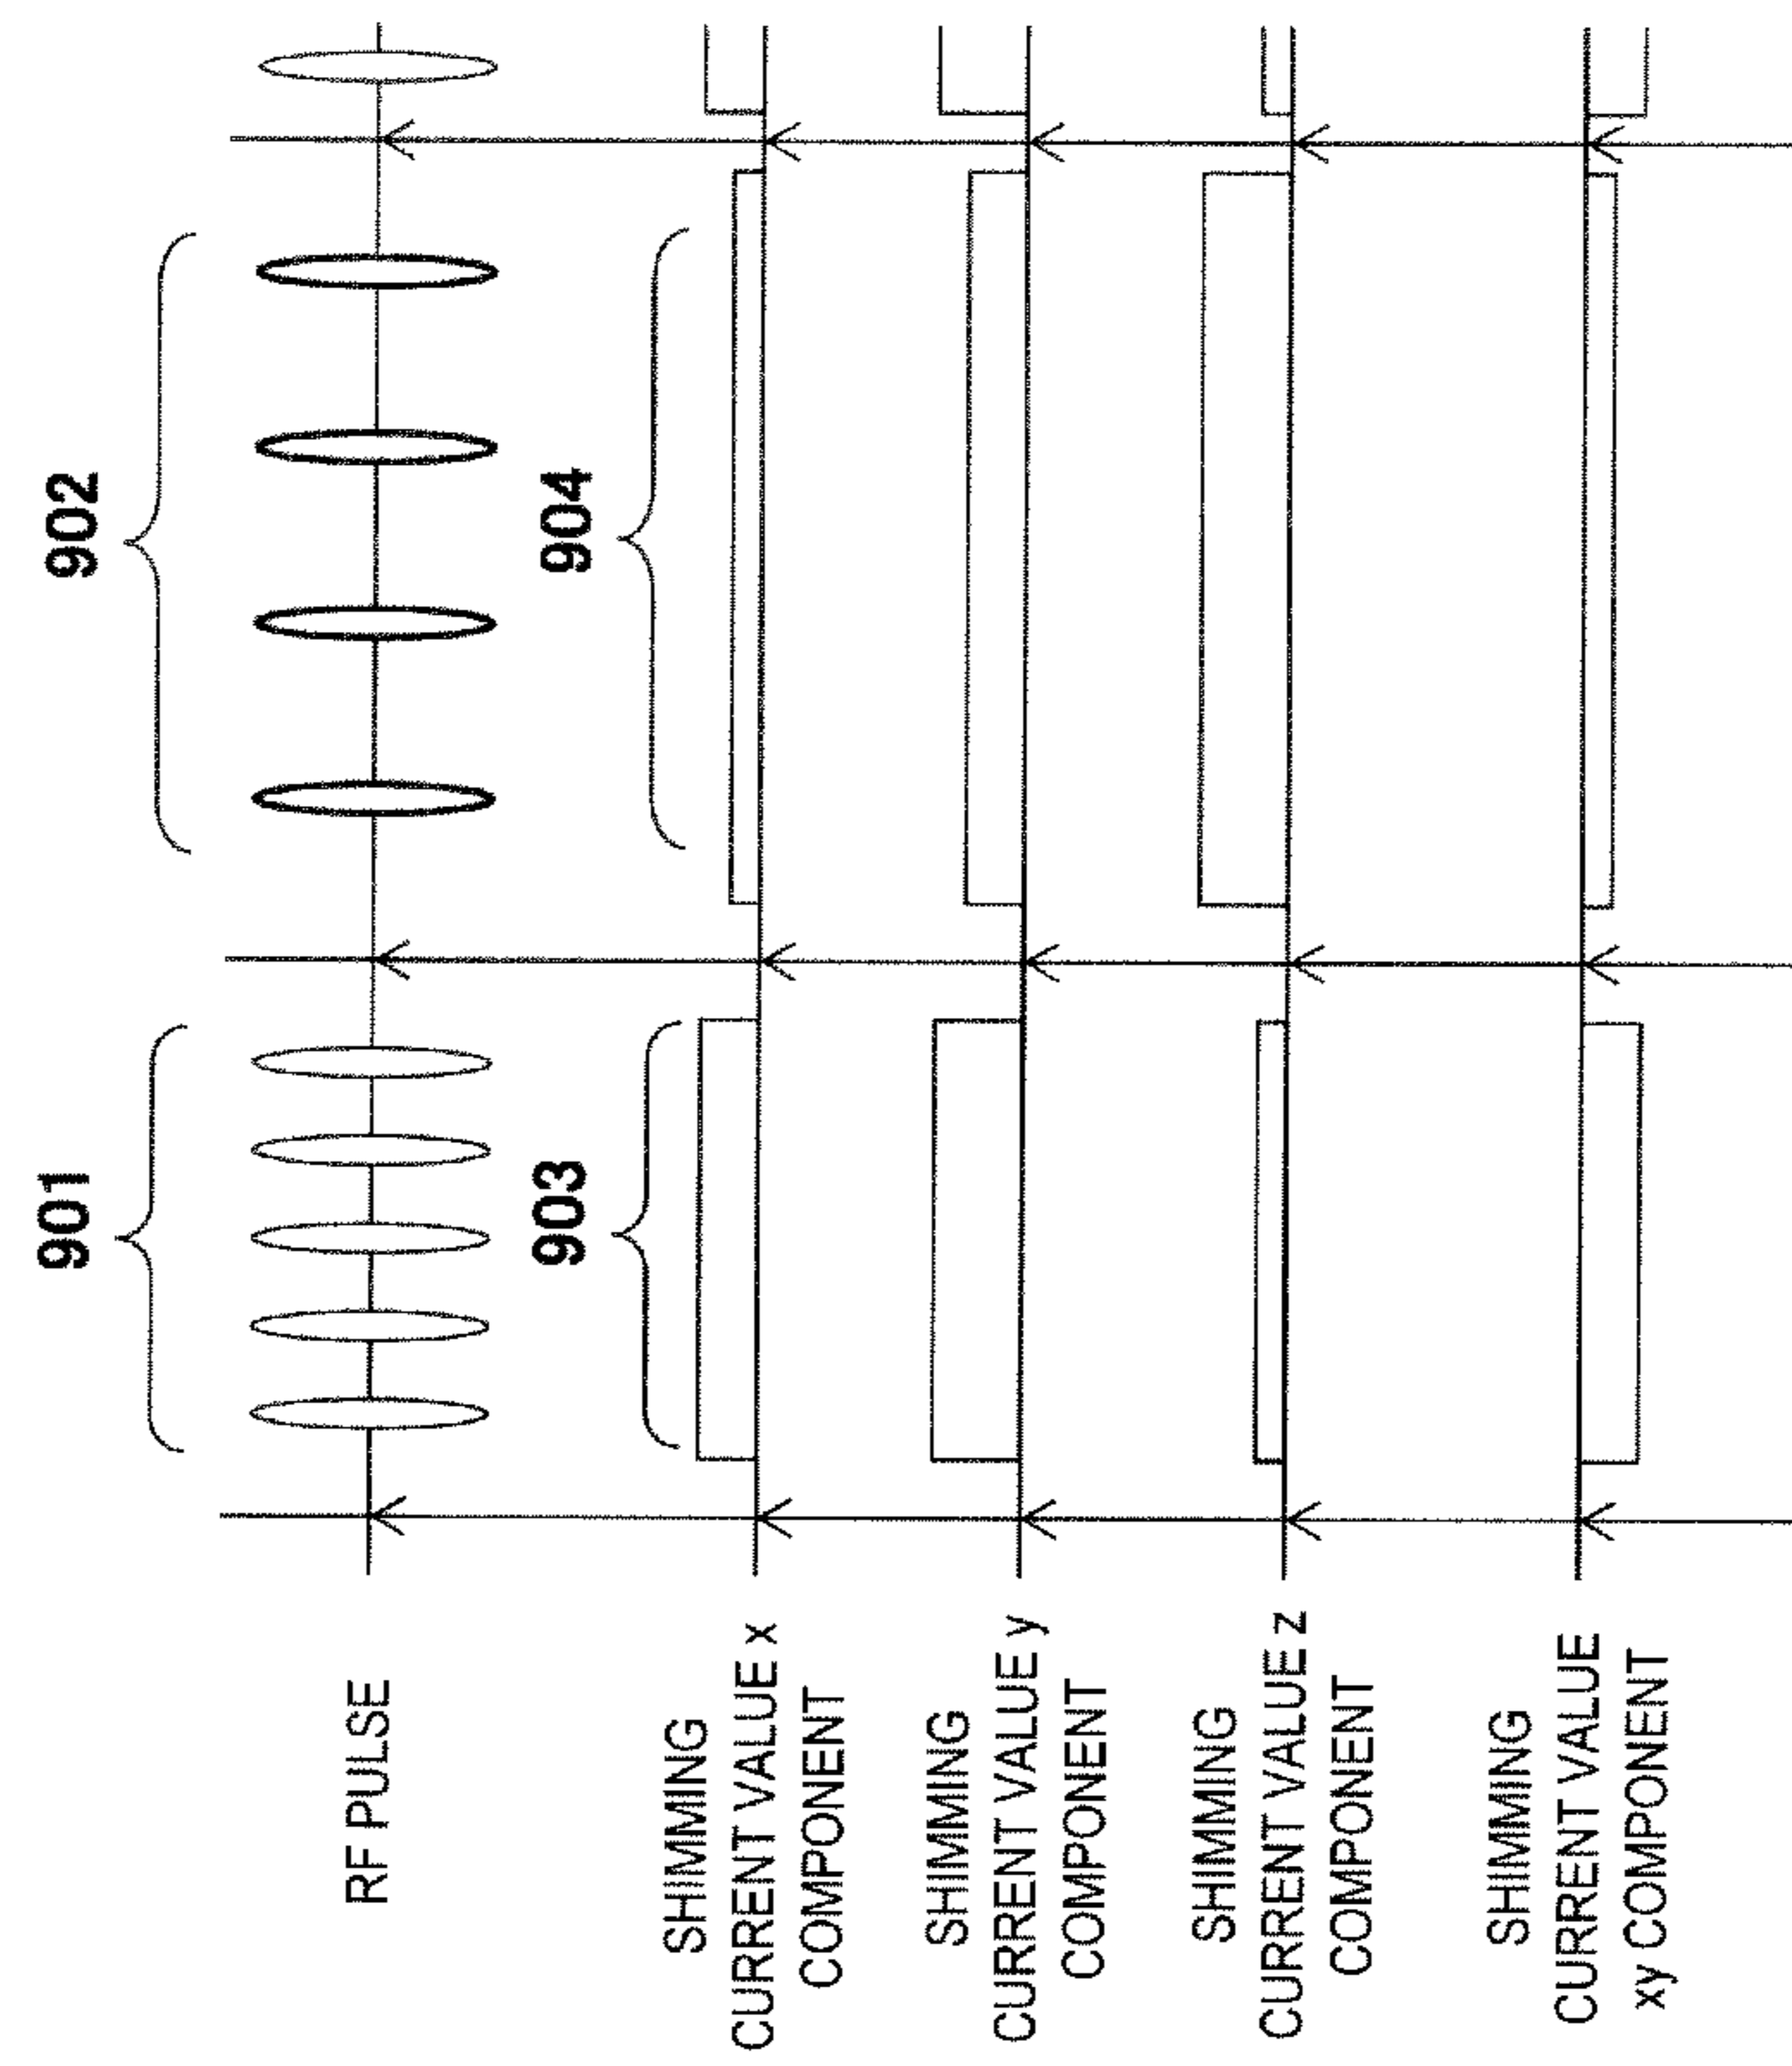 901
902
RF PULSE
903
904
SHIMMING
CURRENT VALUE x
COMPONENT
SHIMMING
CURRENT VALUE y
COMPONENT
SHIMMING
CURRENT VALUE z
COMPONENT
SHIMMING
CURRENT VALUE
xy COMPONENT